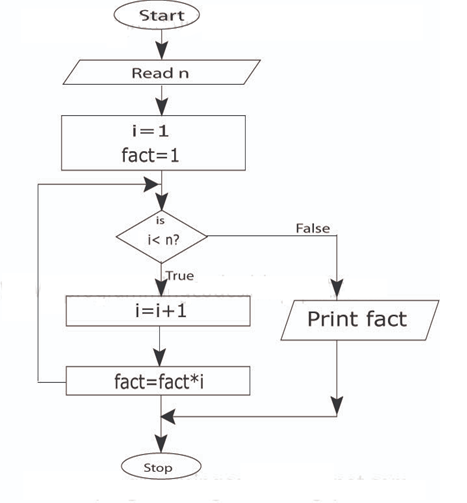 Start
Read n
i=1
fact=1
is
i< n?
False
True
i=i+1
Print fact
fact=fact*i
Stop